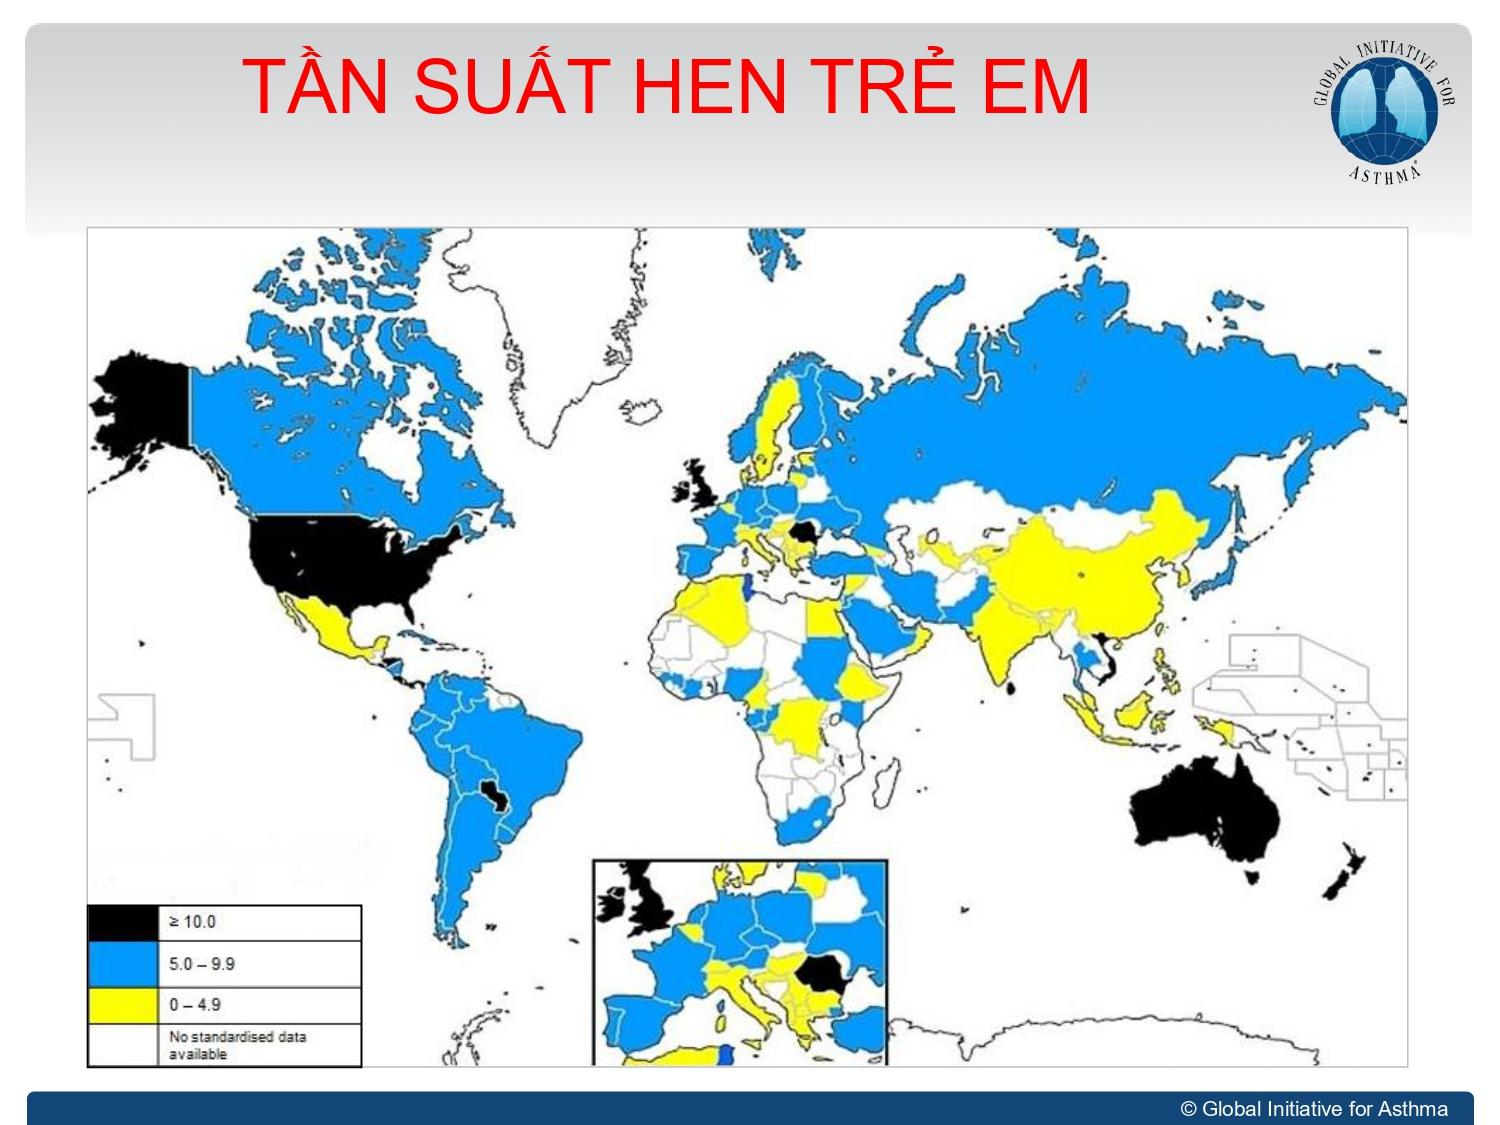 TẦN SUẤT HEN TRẺ EM
GLOBAL INITIATIVE FOR
ASTHMA
≥ 10.0
5.0 – 9.9
0 – 4.9
No standardised data
available
© Global Initiative for Asthma